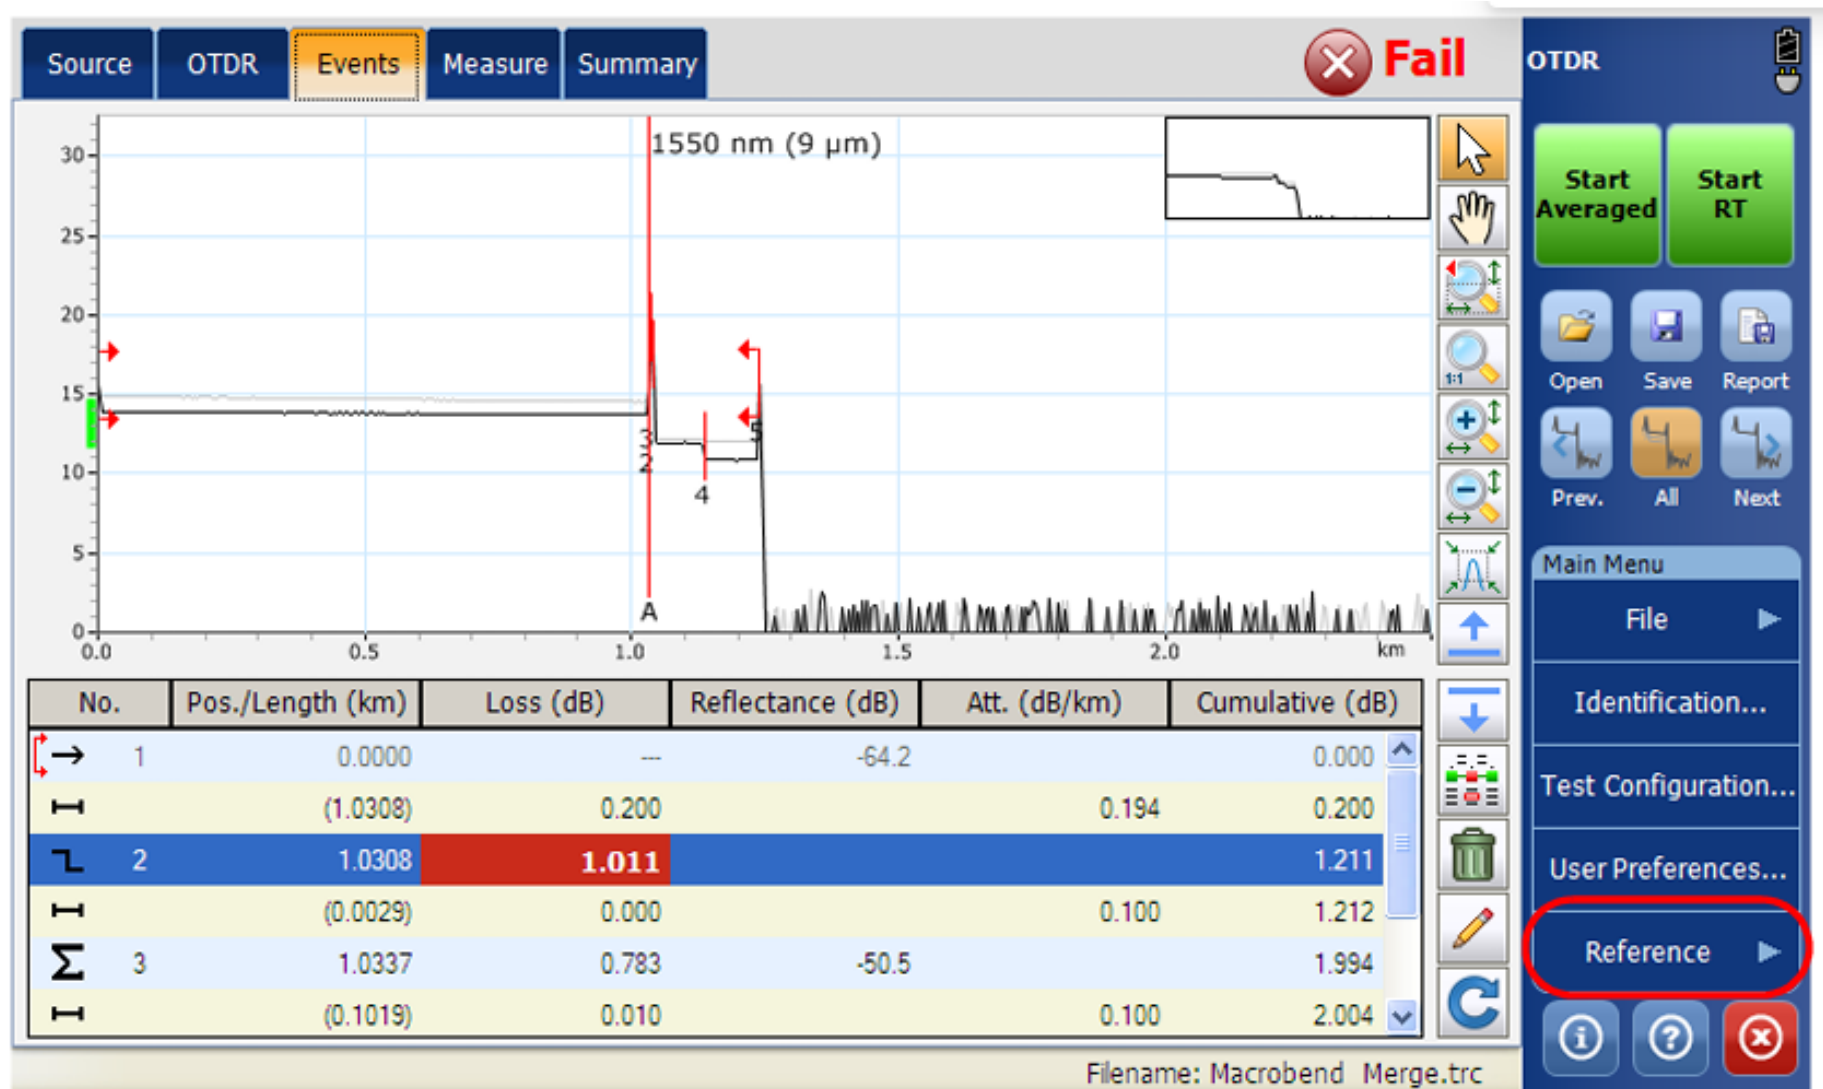 Source OTDR Events Measure Summary Fail
OTDR
1550 nm (9 µm)
30
25
20
15
10
5
0
3
2
4
5
A
0.0 0.5 1.0 1.5 2.0 km
No. Pos./Length (km) Loss (dB) Reflectance (dB) Att. (dB/km) Cumulative (dB)
1 0.0000 --- -64.2 0.000
(1.0308) 0.200 0.194 0.200
2 1.0308 1.011 1.211
(0.0029) 0.000 0.100 1.212
Σ 3 1.0337 0.783 -50.5 1.994
(0.1019) 0.010 0.100 2.004
Filename: Macrobend Merge.trc
1:1
Start Averaged
Start RT
Open Save Report
Prev. All Next
Main Menu
File
Identification...
Test Configuration...
User Preferences...
Reference